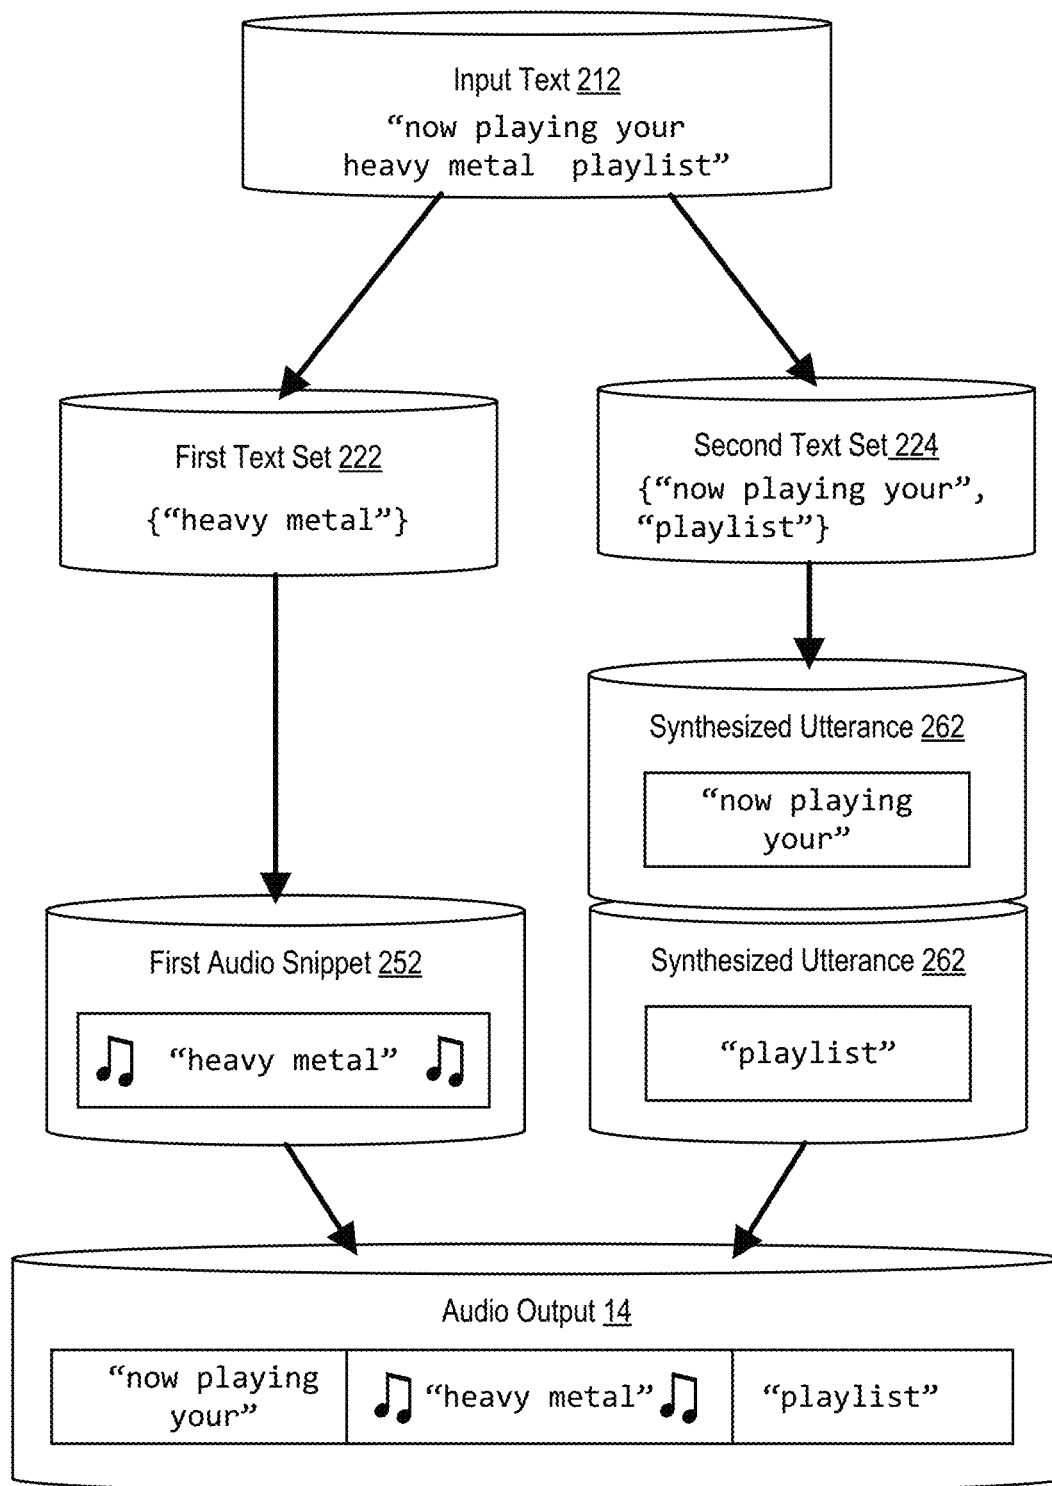 Input Text 212
“now playing your
heavy metal  playlist”
First Text Set 222
{“heavy metal”}
Second Text Set 224
{“now playing your”,
“playlist”}
Synthesized Utterance 262
“now playing
your”
First Audio Snippet 252
“heavy metal”
Synthesized Utterance 262
“playlist”
Audio Output 14
“now playing
your”
“heavy metal”
“playlist”